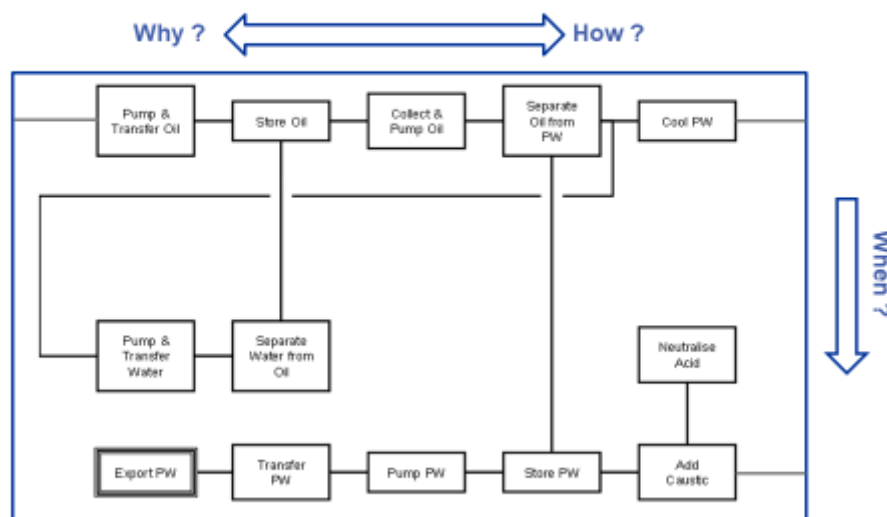 Why ?
How ?
Pump &
Transfer Oil
Store Oil
Collect &
Pump Oil
Separate
Oil from
PW
Cool PW
When ?
Pump &
Transfer
Water
Separate
Water from
Oil
Neutralise
Acid
Export PW
Transfer
PW
Pump PW
Store PW
Add
Caustic